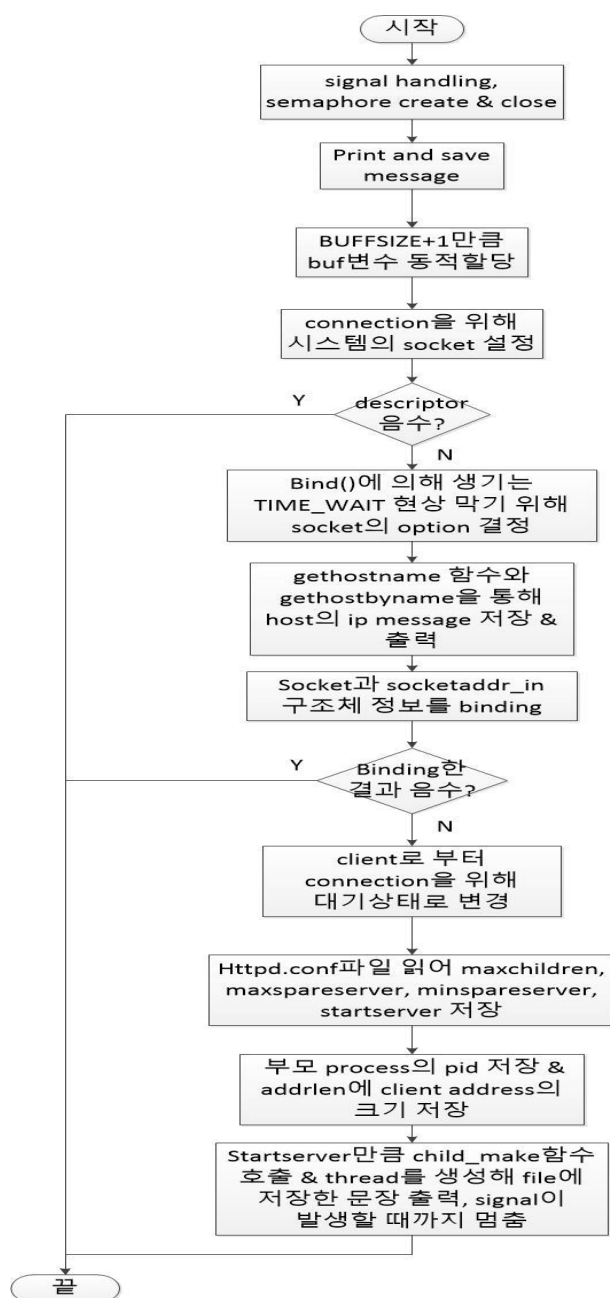 시작
signal handling,
semaphore create & close
Print and save
message
BUFFSIZE+1만큼
buf변수 동적할당
connection을 위해
시스템의 socket 설정
Y
descriptor
음수?
N
Bind()에 의해 생기는
TIME_WAIT 현상 막기 위해
socket의 option 결정
gethostname 함수와
gethostbyname을 통해
host의 ip message 저장 &
출력
Socket과 socketaddr_in
구조체 정보를 binding
Y
Binding한
결과 음수?
N
client로 부터
connection을 위해
대기상태로 변경
Httpd.conf파일 읽어 maxchildren,
maxspareserver, minspareserver,
startserver 저장
부모 process의 pid 저장 &
addrlen에 client address의
크기 저장
Startserver만큼 child_make함수
호출 & thread를 생성해 file에
저장한 문장 출력, signal이
발생할 때까지 멈춤
끝